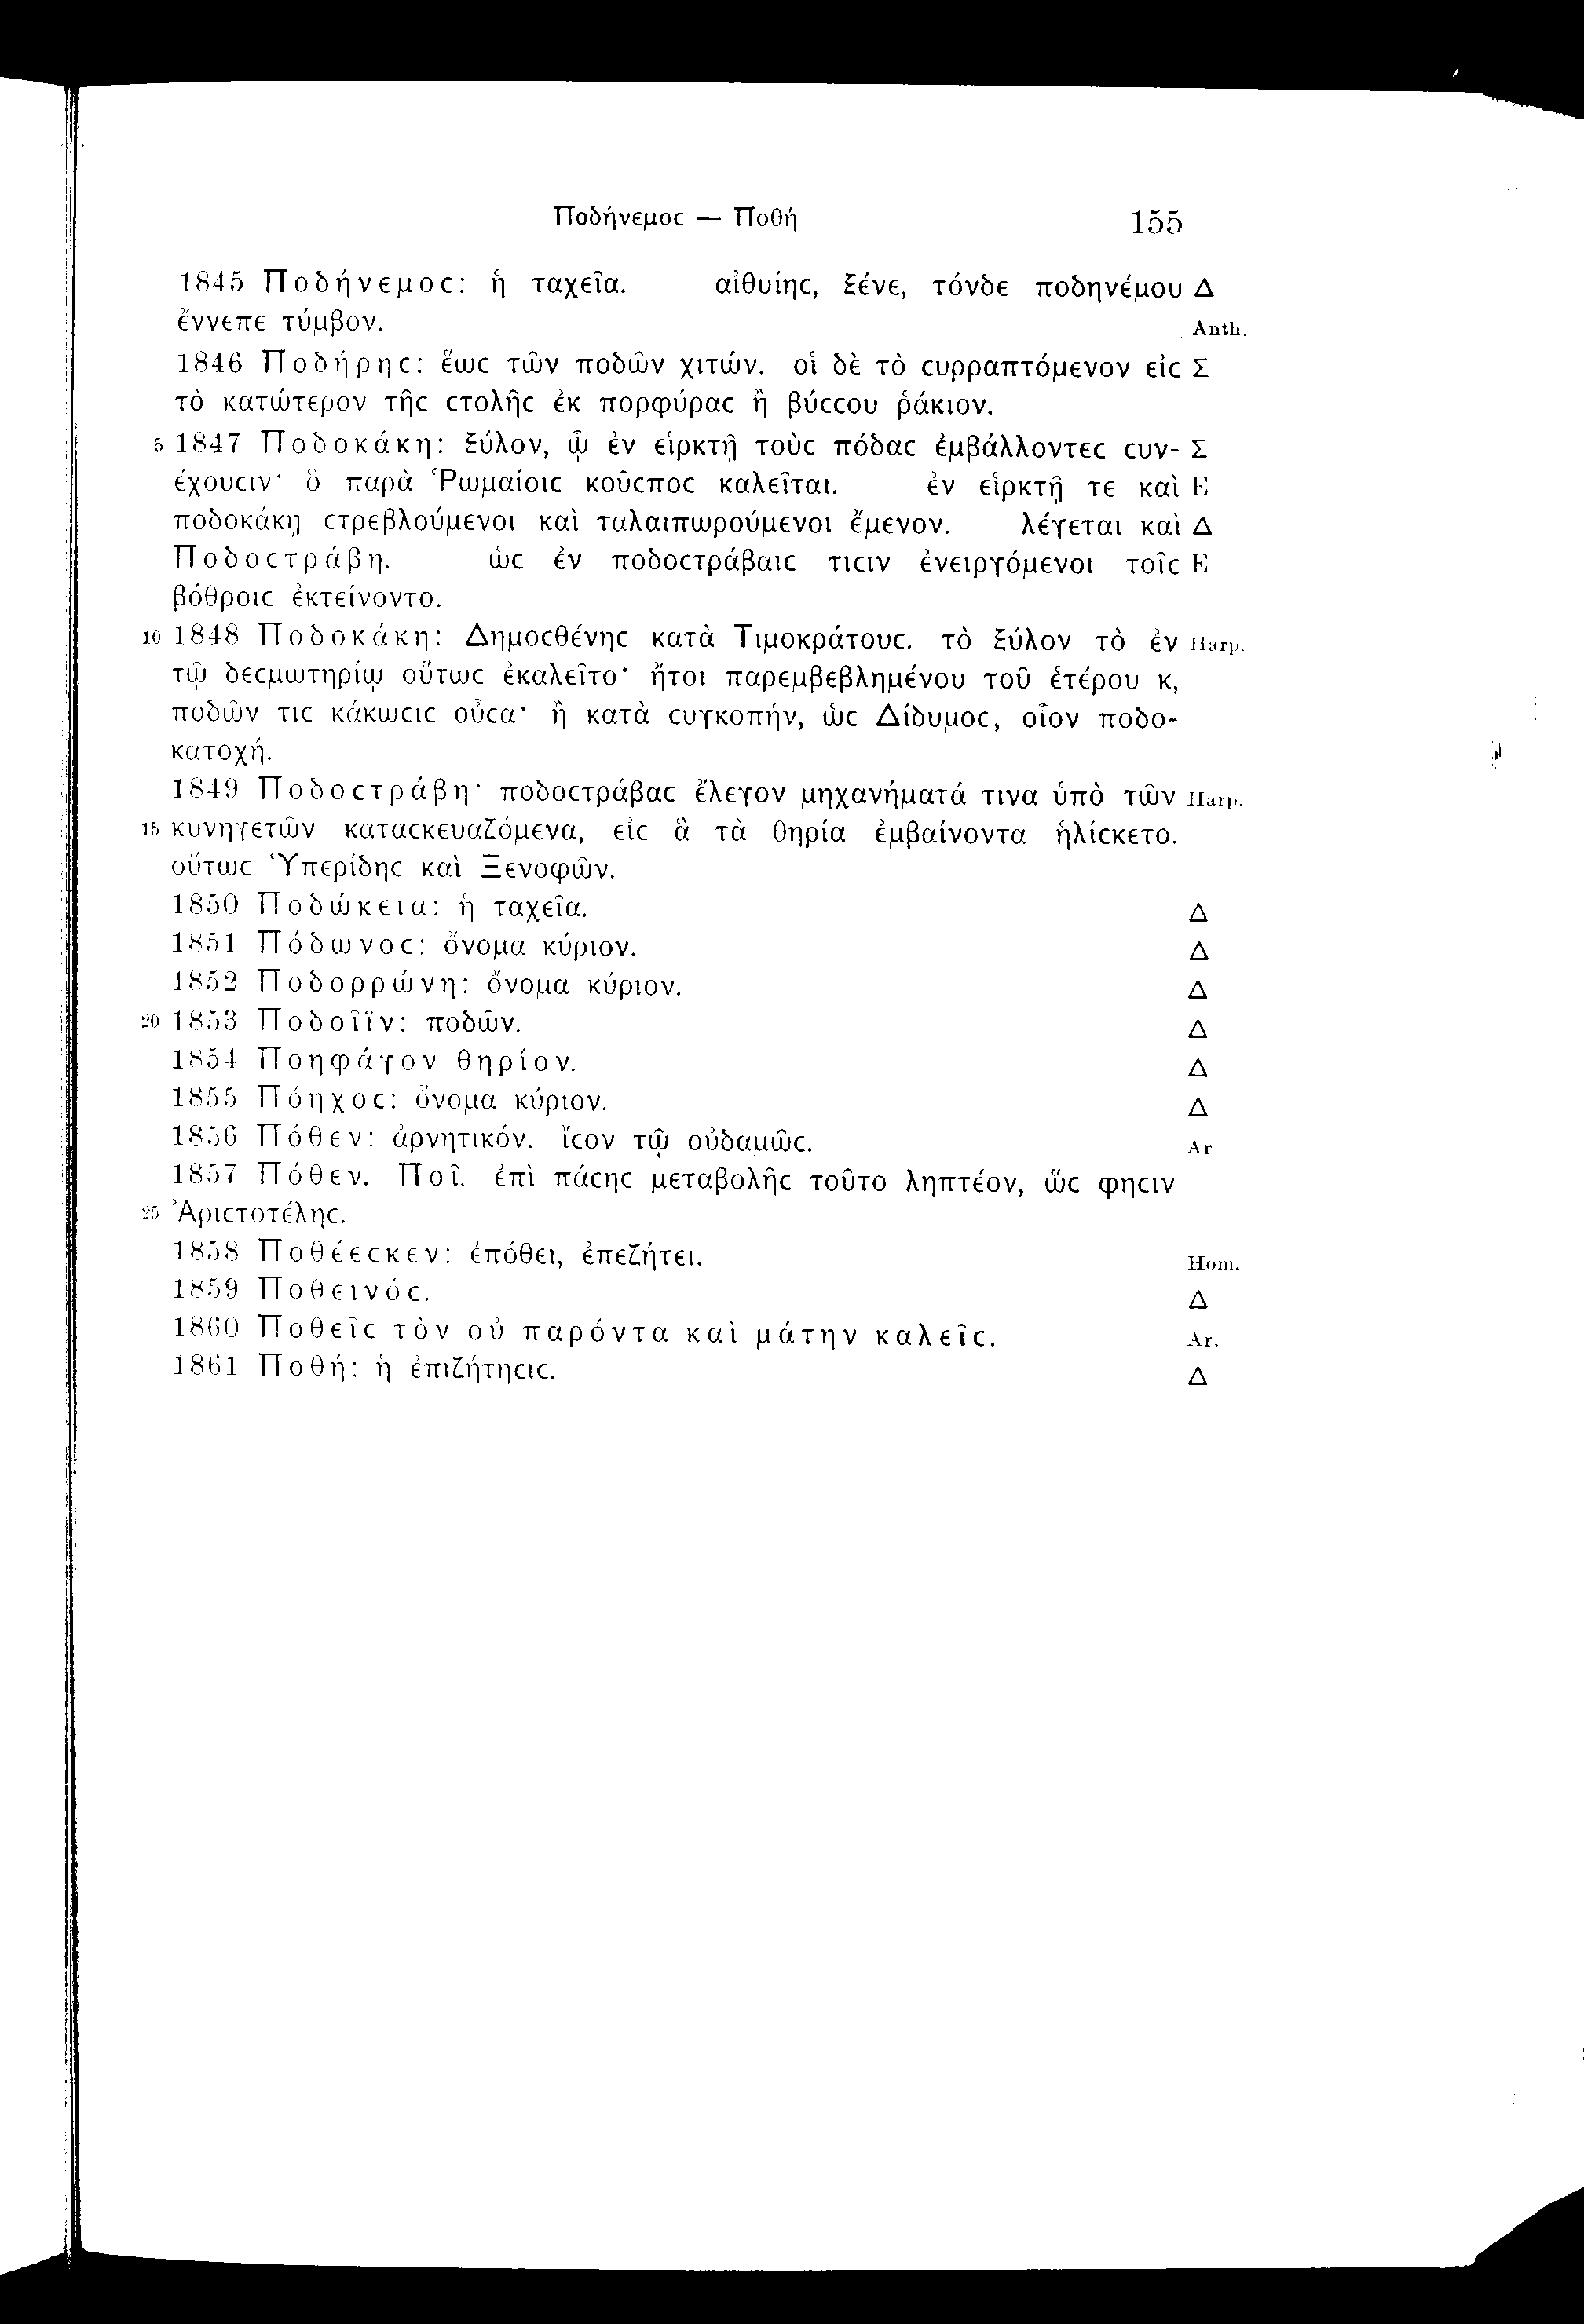 Ποδήνεμοϲ — Ποθή 155
1845 Ποδήνεμοϲ: ἡ ταχεῖα. αἰθυίηϲ, ξένε, τόνδε ποδηνέμου Δ
ἔννεπε τύμβον. Anth.
1846 Ποδήρηϲ: ἕωϲ τῶν ποδῶν χιτών. οἱ δὲ τὸ ϲυρραπτόμενον εἰϲ Σ
τὸ κατώτερον τῆϲ ϲτολῆϲ ἐκ πορφύραϲ ἢ βύϲϲου ῥάκιον.
5 1847 Ποδοκάκη: ξύλον, ᾧ ἐν εἱρκτῇ τοὺϲ πόδαϲ ἐμβάλλοντεϲ ϲυν- Σ
έχουϲιν· ὃ παρὰ Ῥωμαίοιϲ κοῦϲποϲ καλεῖται. ἐν εἱρκτῇ τε καὶ Ε
ποδοκάκῃ ϲτρεβλούμενοι καὶ ταλαιπωρούμενοι ἔμενον. λέγεται καὶ Δ
Ποδοϲτράβη. ὡϲ ἐν ποδοϲτράβαιϲ τιϲιν ἐνειργόμενοι τοῖϲ Ε
βόθροιϲ ἐκτείνοντο.
10 1848 Ποδοκάκη: Δημοϲθένηϲ κατὰ Τιμοκράτουϲ. τὸ ξύλον τὸ ἐν Harp.
τῷ δεϲμωτηρίῳ οὕτωϲ ἐκαλεῖτο· ἤτοι παρεμβεβλημένου τοῦ ἑτέρου κ,
ποδῶν τιϲ κάκωϲιϲ οὖϲα· ἢ κατὰ ϲυγκοπήν, ὡϲ Δίδυμοϲ, οἷον ποδο-
κατοχή.
1849 Ποδοϲτράβη· ποδοϲτράβαϲ ἔλεγον μηχανήματά τινα ὑπὸ τῶν Harp.
15 κυνηγετῶν καταϲκευαζόμενα, εἰϲ ἃ τὰ θηρία ἐμβαίνοντα ἡλίϲκετο.
οὕτωϲ Ὑπερίδηϲ καὶ Ξενοφῶν.
1850 Ποδώκεια: ἡ ταχεῖα. Δ
1851 Πόδωνοϲ: ὄνομα κύριον. Δ
1852 Ποδορρώνη: ὄνομα κύριον. Δ
20 1853 Ποδοῖϊν: ποδῶν. Δ
1854 Ποηφάγον θηρίον. Δ
1855 Πόηχοϲ: ὄνομα κύριον. Δ
1856 Πόθεν: ἀρνητικόν. ἴϲον τῷ οὐδαμῶϲ. Ar.
1857 Πόθεν. Ποῖ. ἐπὶ πάϲηϲ μεταβολῆϲ τοῦτο ληπτέον, ὥϲ φηϲιν
25 Ἀριϲτοτέληϲ.
1858 Ποθέεϲκεν: ἐπόθει, ἐπεζήτει. Hom.
1859 Ποθεινόϲ. Δ
1860 Ποθεῖϲ τὸν οὐ παρόντα καὶ μάτην καλεῖϲ. Ar.
1861 Ποθή: ἡ ἐπιζήτηϲιϲ. Δ